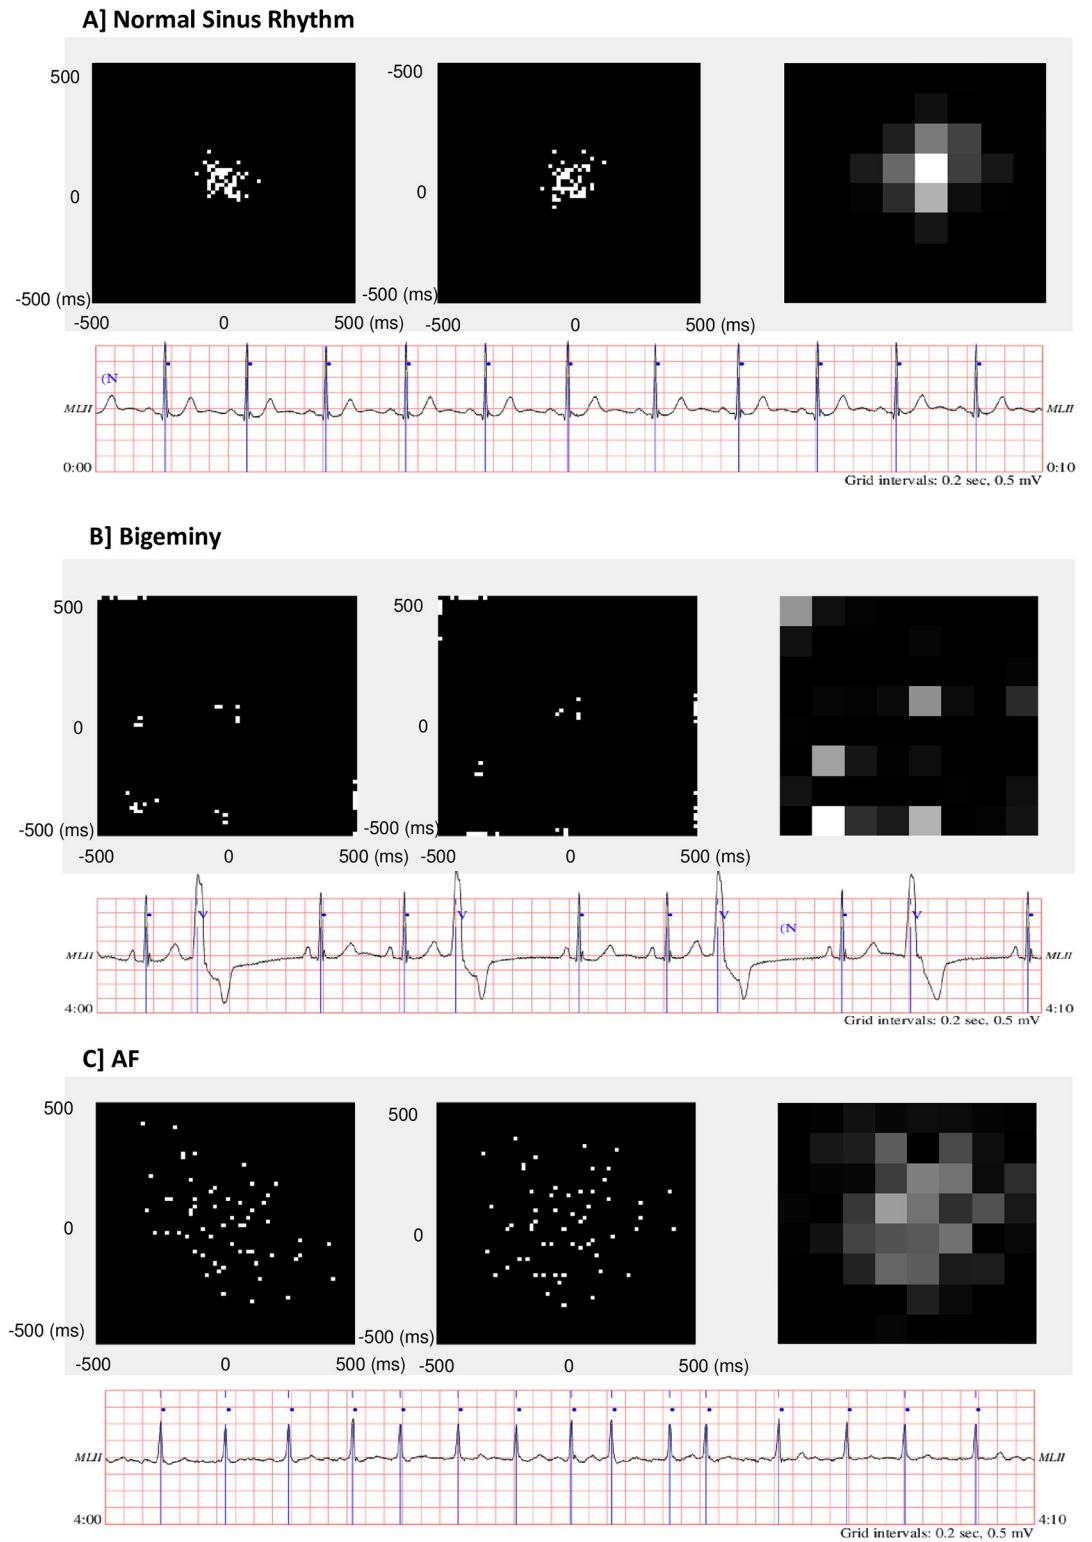 A] Normal Sinus Rhythm
500
-500
0
0
-500 (ms)
-500 (ms)
-500 0 500 (ms)
-500 0 500 (ms)
(N
MLII MLII
0:00 0:10
Grid intervals: 0.2 sec, 0.5 mV
B] Bigeminy
500
500
0
0
-500 (ms)
-500 (ms)
-500 0 500 (ms)
-500 0 500 (ms)
V V V (N V
MLII MLII
4:00 4:10
Grid intervals: 0.2 sec, 0.5 mV
C] AF
500
500
0
0
-500 (ms)
-500 (ms)
-500 0 500 (ms)
-500 0 500 (ms)
MLII MLII
4:00 4:10
Grid intervals: 0.2 sec, 0.5 mV